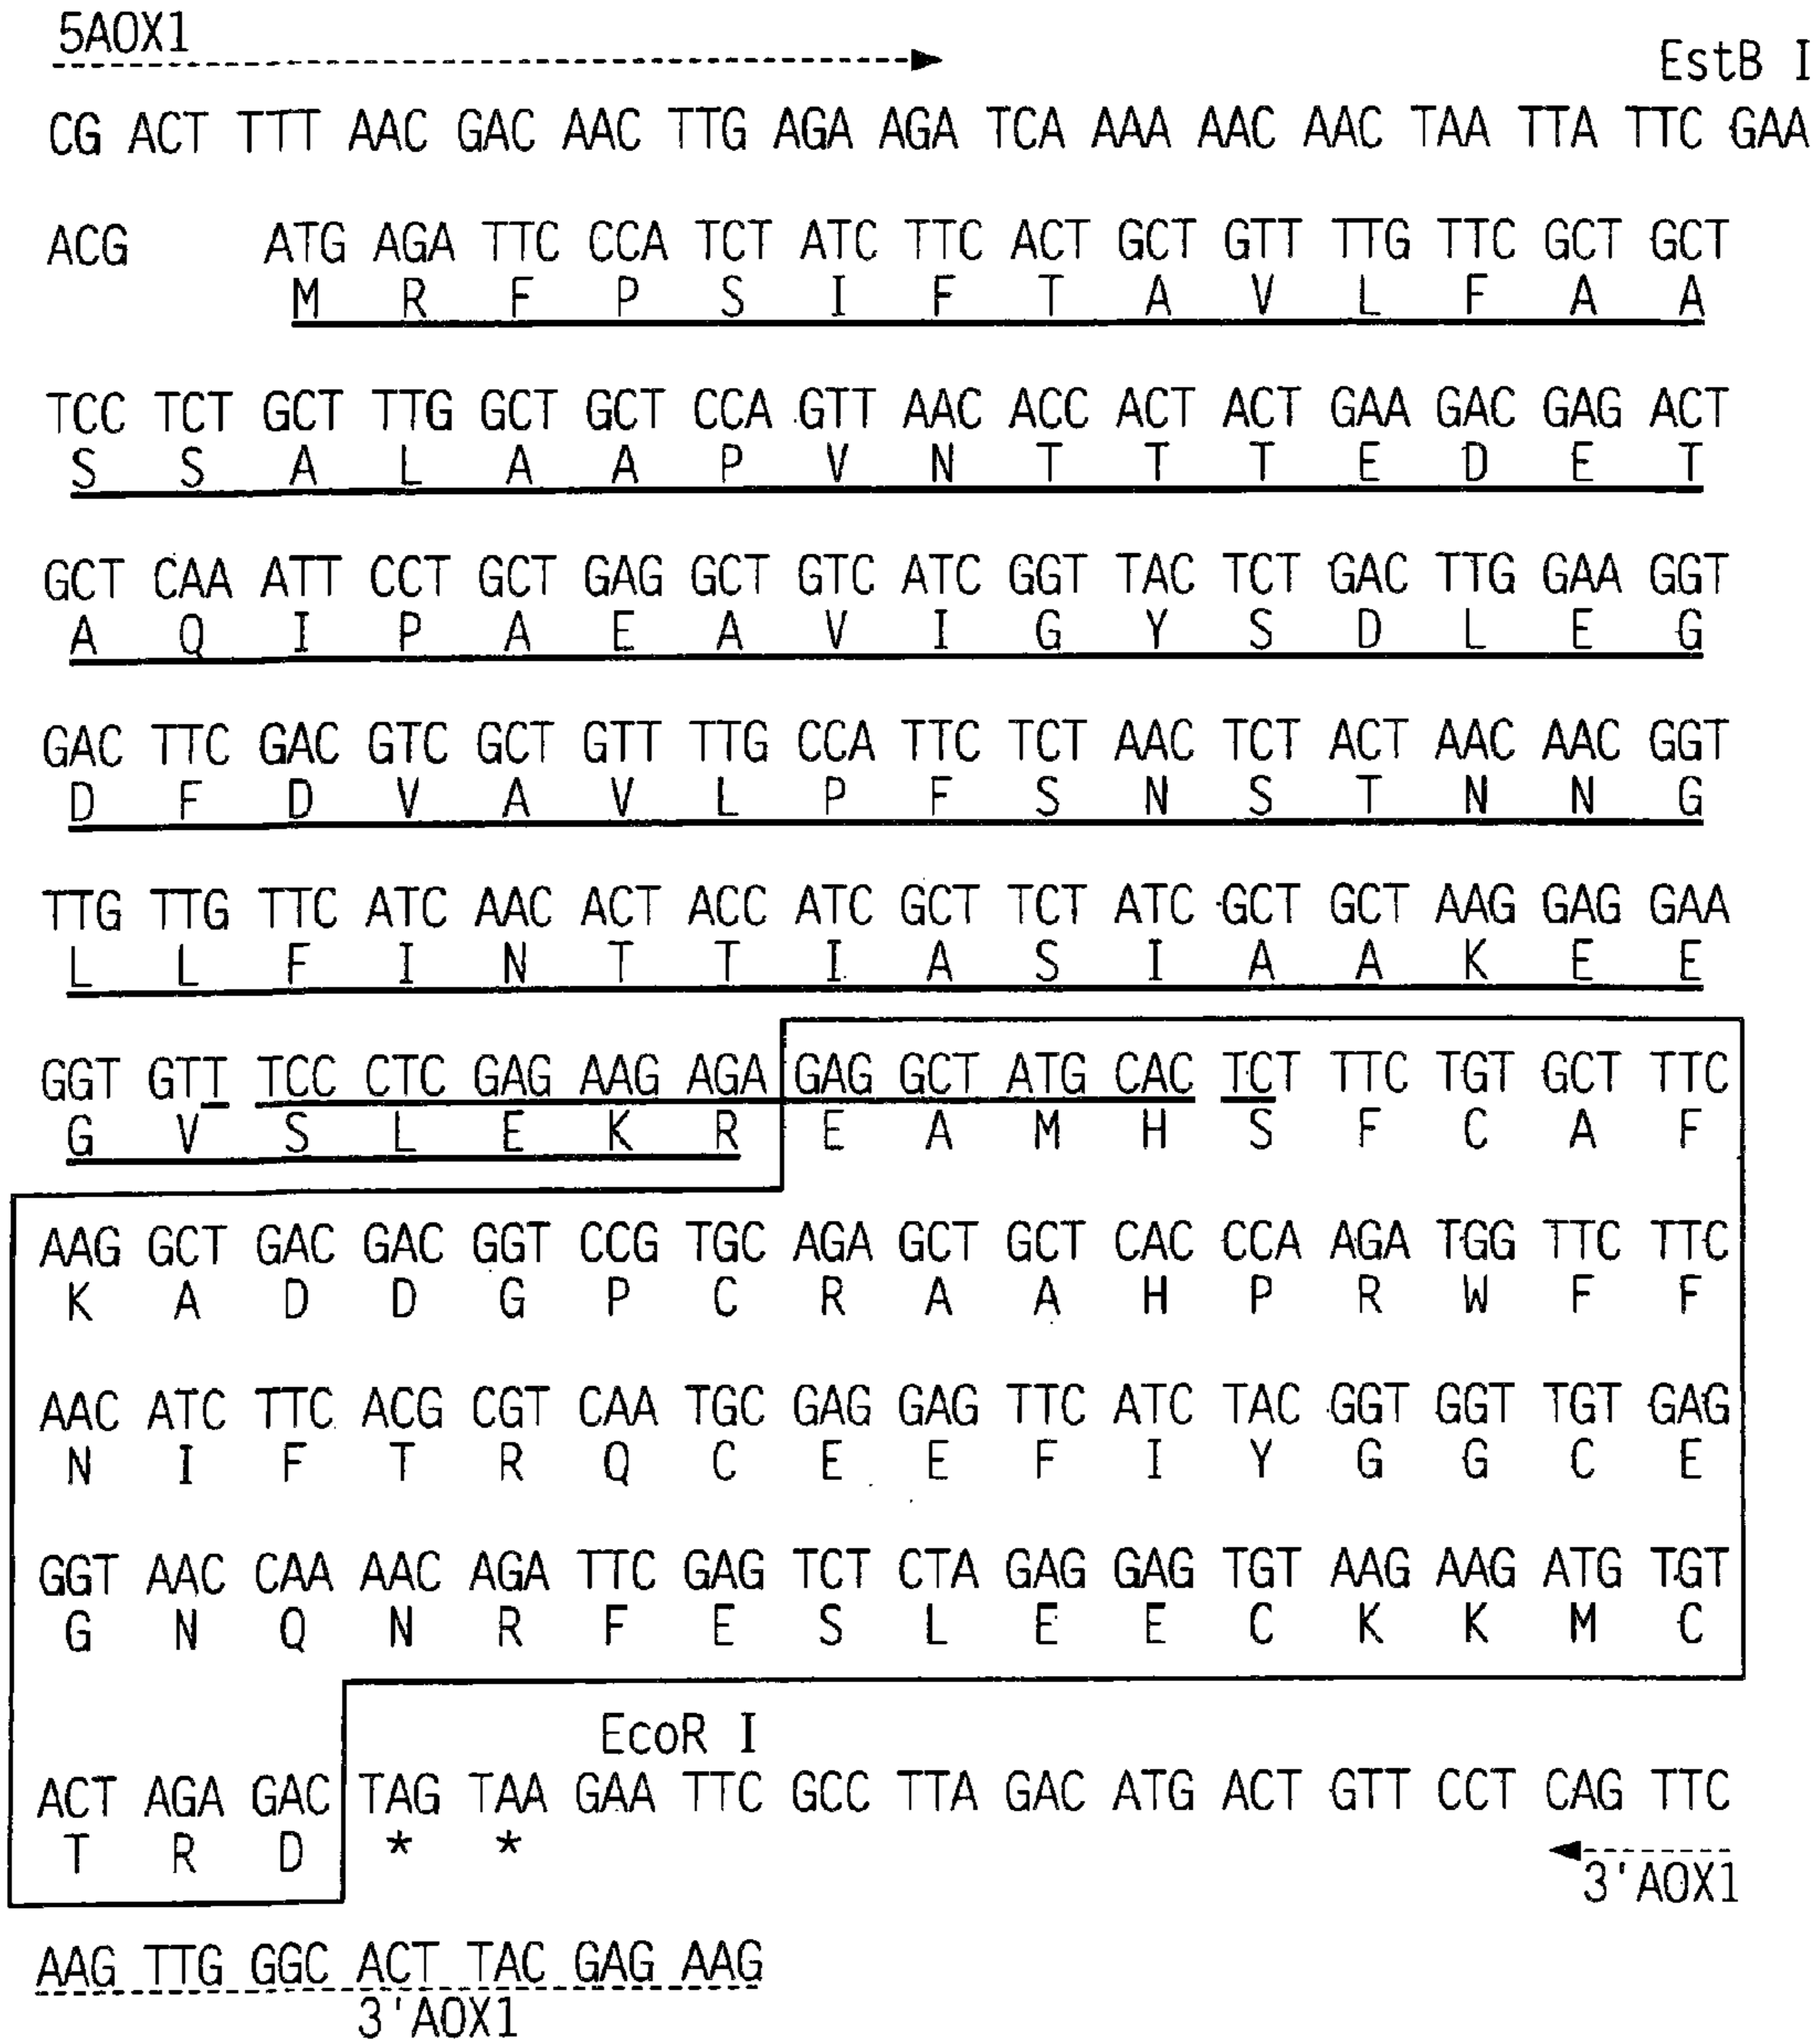 5AOX1
EstB I
CG ACT TTT AAC GAC AAC TTG AGA AGA TCA AAA AAC AAC TAA TTA TTC GAA
ACG ATG AGA TTC CCA TCT ATC TTC ACT GCT GTT TTG TTC GCT GCT
M R F P S I F T A V L F A A
TCC TCT GCT TTG GCT GCT CCA GTT AAC ACC ACT ACT GAA GAC GAG ACT
S S A L A A P V N T T T E D E T
GCT CAA ATT CCT GCT GAG GCT GTC ATC GGT TAC TCT GAC TTG GAA GGT
A Q I P A E A V I G Y S D L E G
GAC TTC GAC GTC GCT GTT TTG CCA TTC TCT AAC TCT ACT AAC AAC GGT
D F D V A V L P F S N S T N N G
TTG TTG TTC ATC AAC ACT ACC ATC GCT TCT ATC GCT GCT AAG GAG GAA
L L F I N T T I A S I A A K E E
GGT GTT TCC CTC GAG AAG AGA GAG GCT ATG CAC TCT TTC TGT GCT TTC
G V S L E K R E A M H S F C A F
AAG GCT GAC GAC GGT CCG TGC AGA GCT GCT CAC CCA AGA TGG TTC TTC
K A D D G P C R A A H P R W F F
AAC ATC TTC ACG CGT CAA TGC GAG GAG TTC ATC TAC GGT GGT TGT GAG
N I F T R Q C E E F I Y G G C E
GGT AAC CAA AAC AGA TTC GAG TCT CTA GAG GAG TGT AAG AAG ATG TGT
G N Q N R F E S L E E C K K M C
EcoR I
ACT AGA GAC TAG TAA GAA TTC GCC TTA GAC ATG ACT GTT CCT CAG TTC
T R D * *
3'AOX1
AAG TTG GGC ACT TAC GAG AAG
3'AOX1